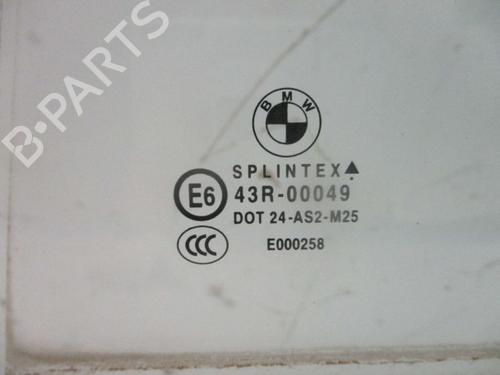 B-PARTS
BMW
SPLINTEX
E6 43R-00049
DOT 24-AS2-M25
CCC E000258